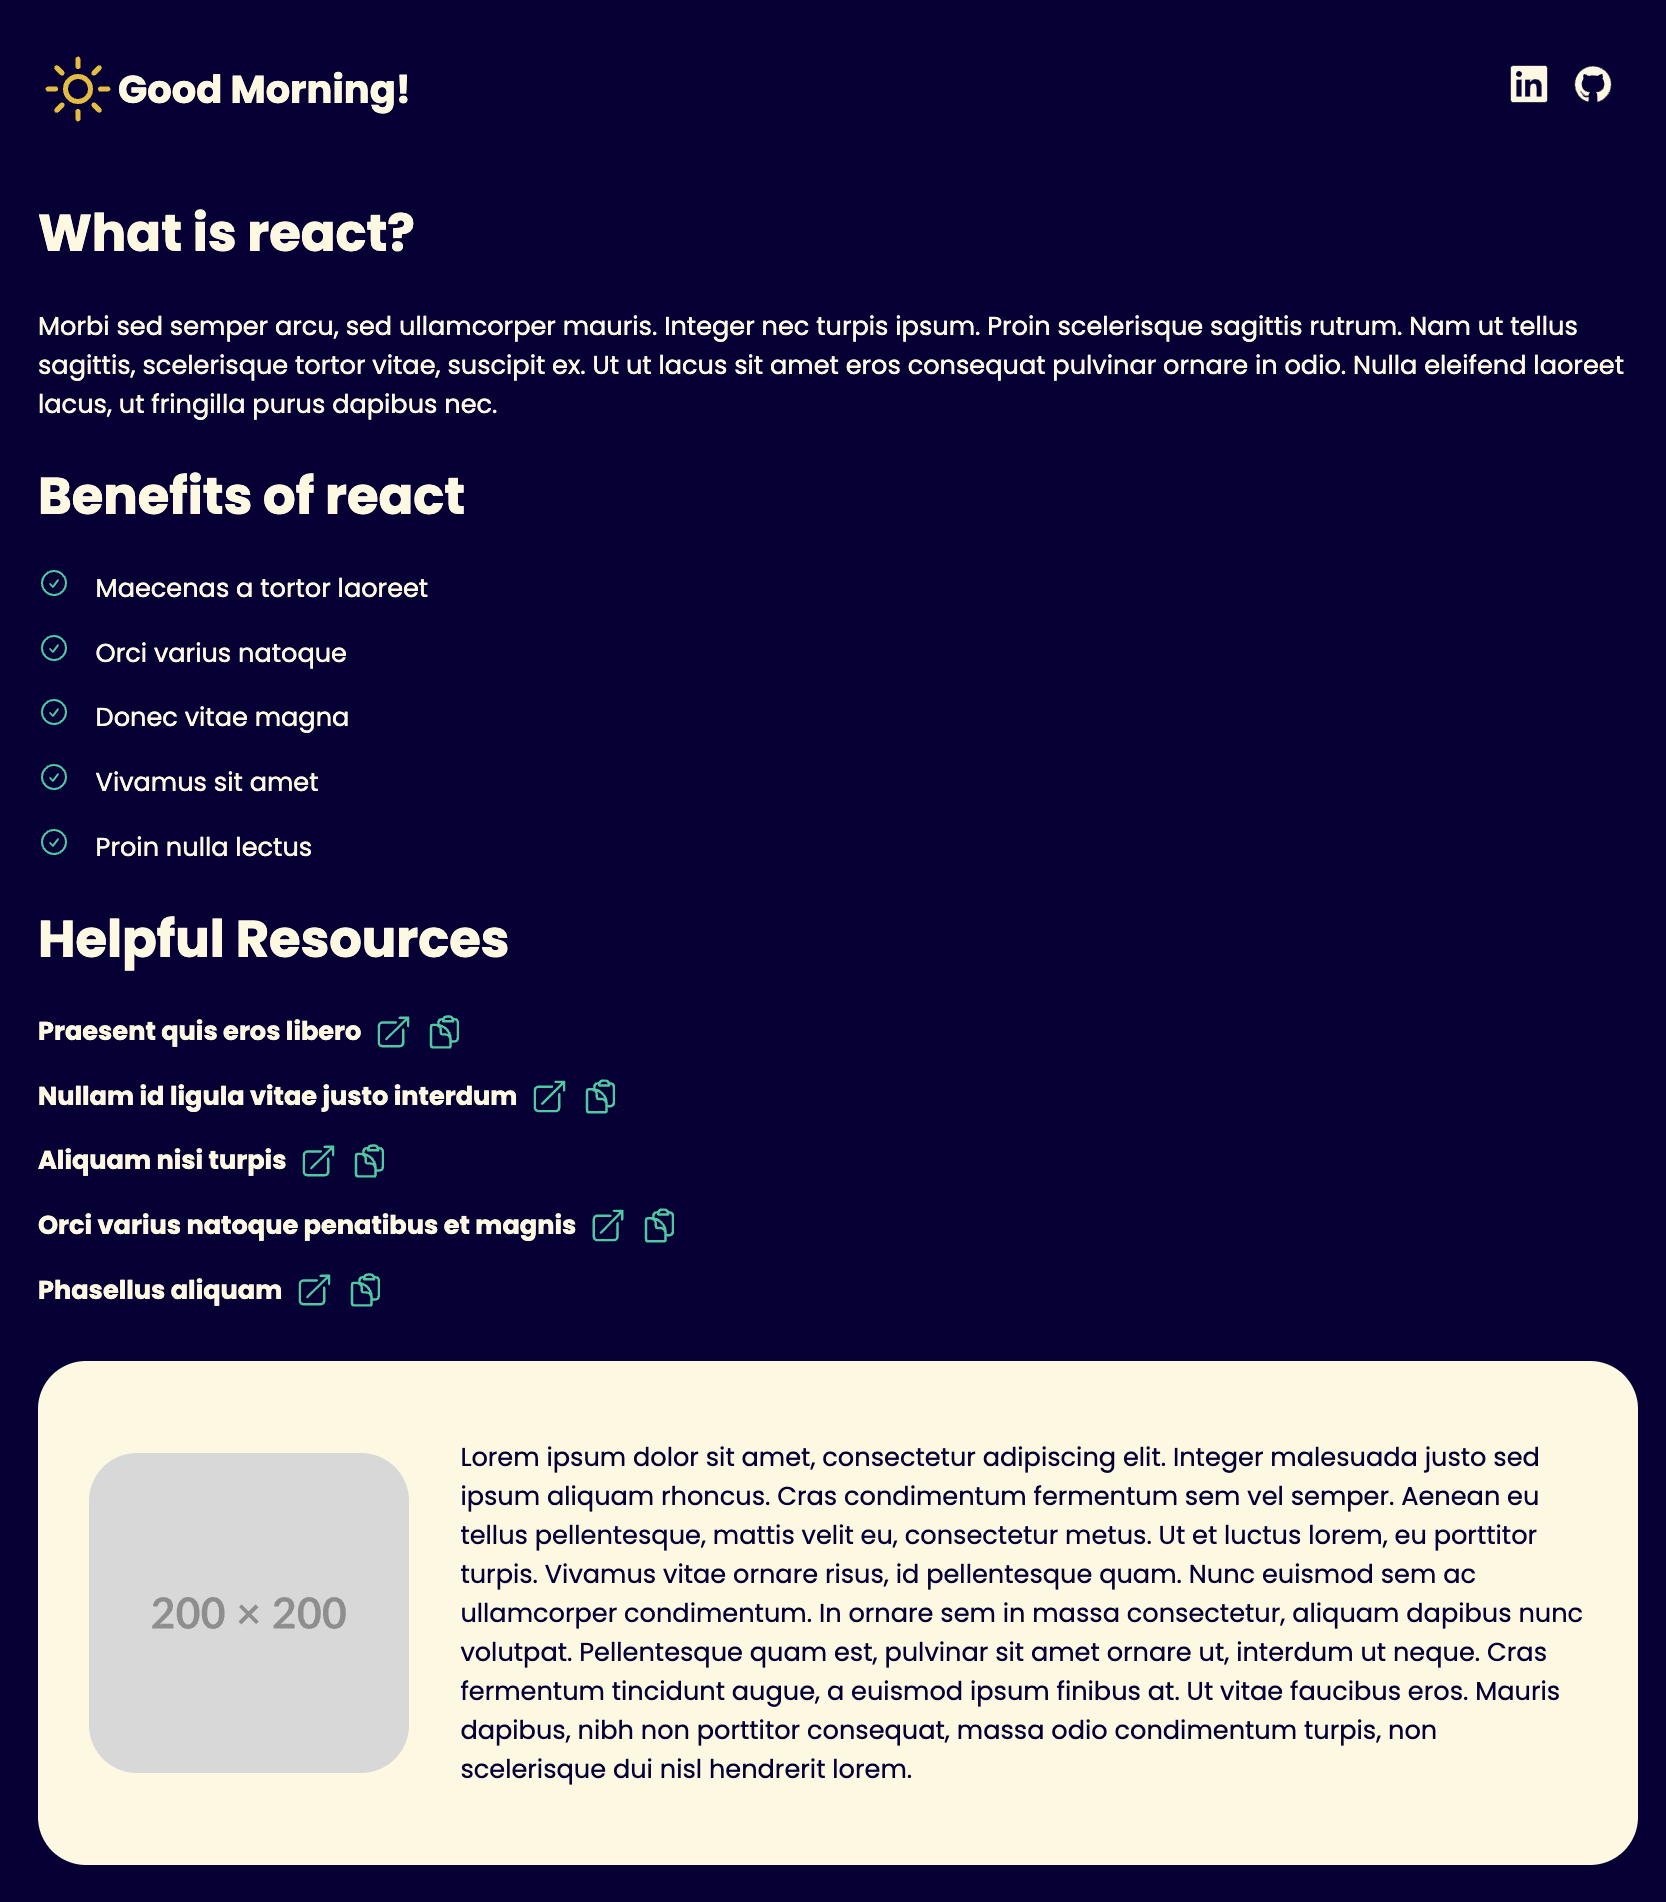 Good Morning!
in
What is react?
Morbi sed semper arcu, sed ullamcorper mauris. Integer nec turpis ipsum. Proin scelerisque sagittis rutrum. Nam ut tellus
sagittis, scelerisque tortor vitae, suscipit ex. Ut ut lacus sit amet eros consequat pulvinar ornare in odio. Nulla eleifend laoreet
lacus, ut fringilla purus dapibus nec.
Benefits of react
Maecenas a tortor laoreet
Orci varius natoque
Donec vitae magna
Vivamus sit amet
Proin nulla lectus
Helpful Resources
Praesent quis eros libero
Nullam id ligula vitae justo interdum
Aliquam nisi turpis
Orci varius natoque penatibus et magnis
Phasellus aliquam
200 × 200
Lorem ipsum dolor sit amet, consectetur adipiscing elit. Integer malesuada justo sed
ipsum aliquam rhoncus. Cras condimentum fermentum sem vel semper. Aenean eu
tellus pellentesque, mattis velit eu, consectetur metus. Ut et luctus lorem, eu porttitor
turpis. Vivamus vitae ornare risus, id pellentesque quam. Nunc euismod sem ac
ullamcorper condimentum. In ornare sem in massa consectetur, aliquam dapibus nunc
volutpat. Pellentesque quam est, pulvinar sit amet ornare ut, interdum ut neque. Cras
fermentum tincidunt augue, a euismod ipsum finibus at. Ut vitae faucibus eros. Mauris
dapibus, nibh non porttitor consequat, massa odio condimentum turpis, non
scelerisque dui nisl hendrerit lorem.